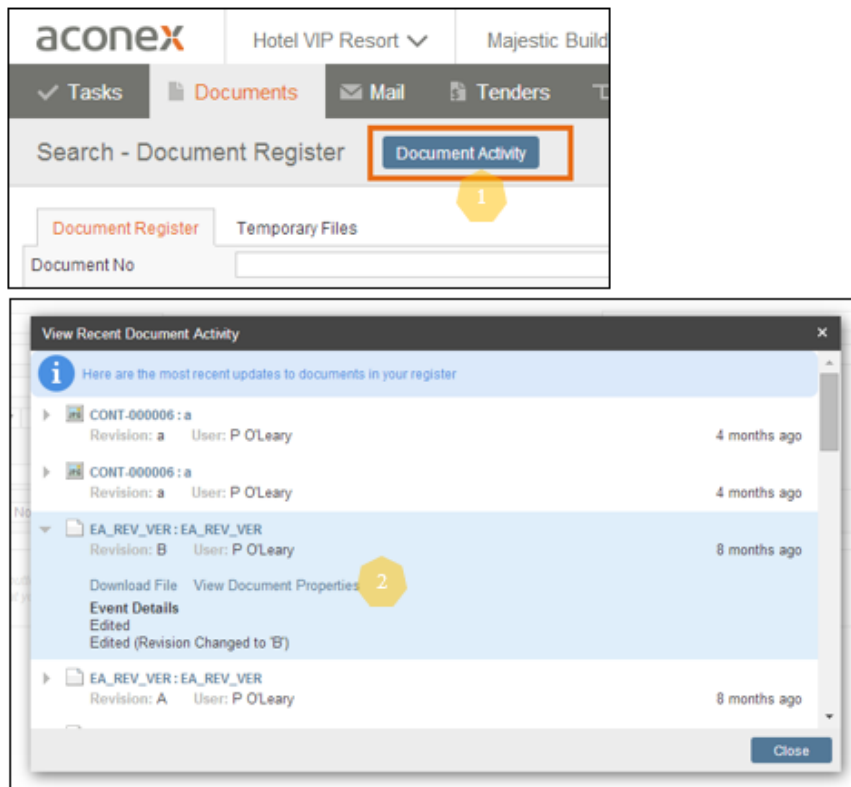 aconex Hotel VIP Resort Majestic Build
Tasks Documents Mail Tenders
Search - Document Register Document Activity
1
Document Register Temporary Files
Document No
View Recent Document Activity ×
i Here are the most recent updates to documents in your register
CONT-000006 : a
Revision: a User: P O'Leary 4 months ago
CONT-000006 : a
Revision: a User: P O'Leary 4 months ago
No
EA_REV_VER : EA_REV_VER
Revision: B User: P O'Leary 8 months ago
Download File View Document Properties 2
Event Details
Edited
Edited (Revision Changed to 'B')
EA_REV_VER : EA_REV_VER
Revision: A User: P O'Leary 8 months ago
Close